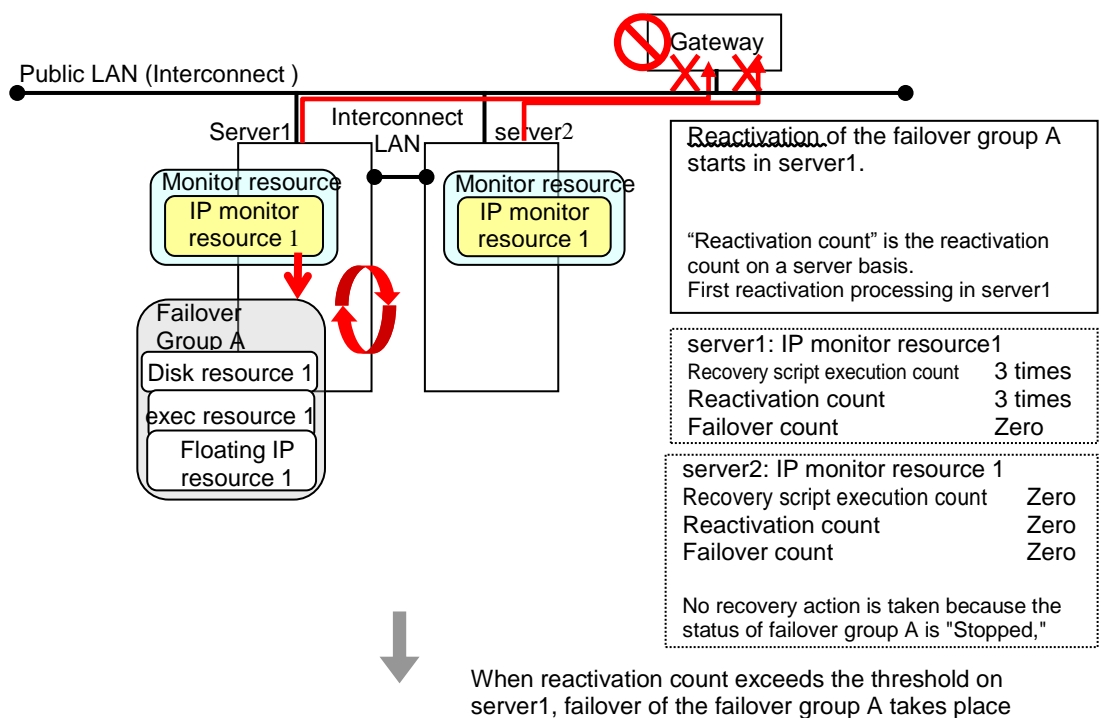 Gateway
Public LAN (Interconnect )
Server1
Interconnect
LAN
server2
Monitor resource
IP monitor
resource 1
Monitor resource
IP monitor
resource 1
Failover
Group A
Disk resource 1
exec resource 1
Floating IP
resource 1
Reactivation of the failover group A
starts in server1.
“Reactivation count” is the reactivation
count on a server basis.
First reactivation processing in server1
server1: IP monitor resource1
Recovery script execution count 3 times
Reactivation count 3 times
Failover count Zero
server2: IP monitor resource 1
Recovery script execution count Zero
Reactivation count Zero
Failover count Zero
No recovery action is taken because the
status of failover group A is "Stopped,"
When reactivation count exceeds the threshold on
server1, failover of the failover group A takes place